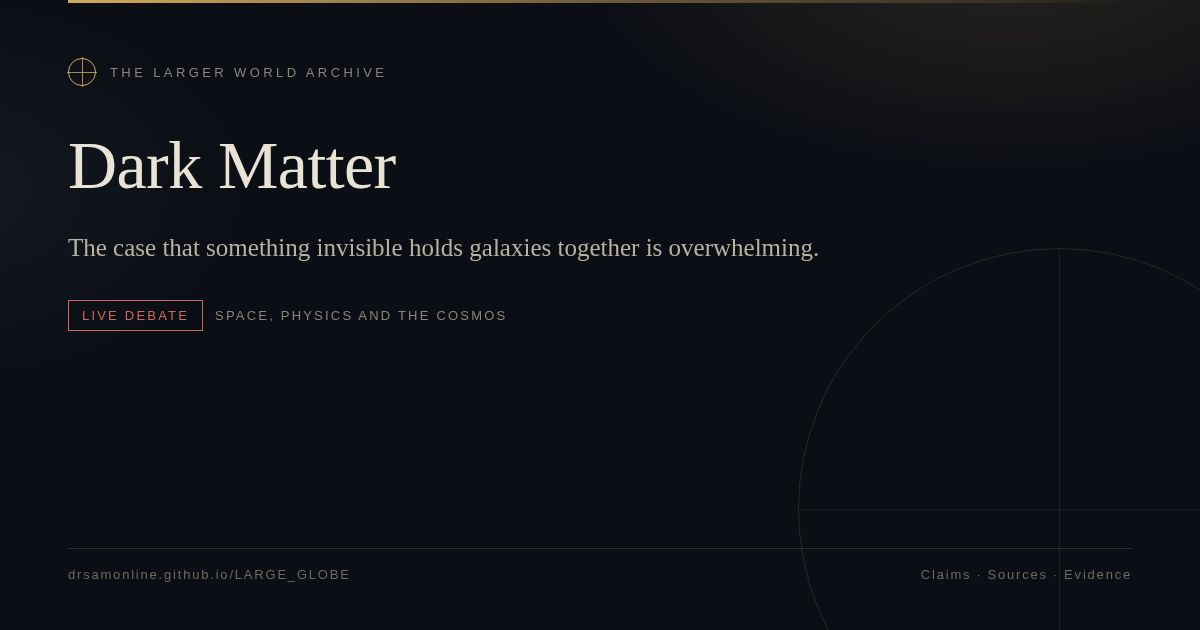 THE LARGER WORLD ARCHIVE
Dark Matter
The case that something invisible holds galaxies together is overwhelming.
LIVE DEBATE SPACE, PHYSICS AND THE COSMOS
drsamonline.github.io/LARGE_GLOBE Claims · Sources · Evidence